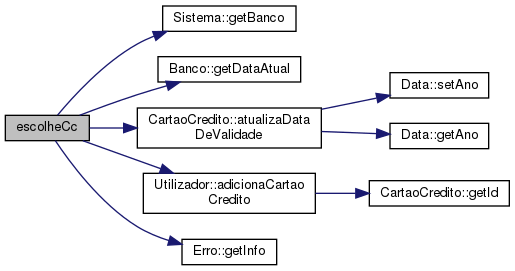 Sistema::getBanco
Banco::getDataAtual
Data::setAno
escolheCc
CartaoCredito::atualizaData
DeValidade
Data::getAno
Utilizador::adicionaCartao
Credito
CartaoCredito::getId
Erro::getInfo